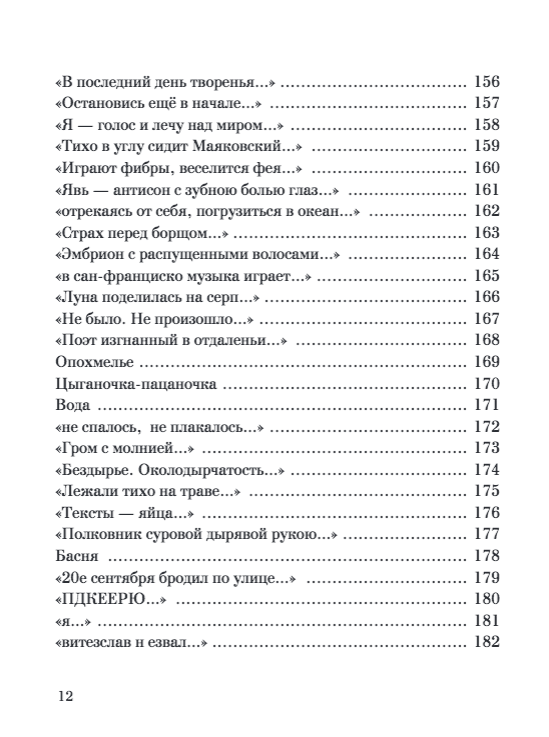 «В последний день творенья...» .......................................... 156
«Остановись ещё в начале...» ............................................. 157
«Я — голос и лечу над миром...» ....................................... 158
«Тихо в углу сидит Маяковский...» ................................... 159
«Играют фибры, веселится фея...» ................................... 160
«Явь — антисон с зубною болью глаз...» ........................... 161
«отрекаясь от себя, погрузиться в океан...» ...................... 162
«Страх перед борщом...» .................................................. 163
«Эмбрион с распущенными волосами...» ........................... 164
«в сан-франциско музыка играет...» ................................. 165
«Луна поделилась на серп...» ............................................ 166
«Не было. Не произошло...» .............................................. 167
«Поэт изгнанный в отдаленьи...» ...................................... 168
Опохмелье ........................................................................ 169
Цыганочка-пацаночка ...................................................... 170
Вода ................................................................................. 171
«не спалось, не плакалось...» ............................................ 172
«Гром с молнией...» .......................................................... 173
«Бездырье. Околодырчатость...» ....................................... 174
«Лежали тихо на траве...» ................................................ 175
«Тексты — яйца...» ........................................................... 176
«Полковник суровой дырявой рукою...» ........................... 177
Басня ............................................................................... 178
«20е сентября бродил по улице...» .................................... 179
«ПДКЕЕРЮ...» .................................................................. 180
«я...» ................................................................................ 181
«витезслав н езвал...» ....................................................... 182
12